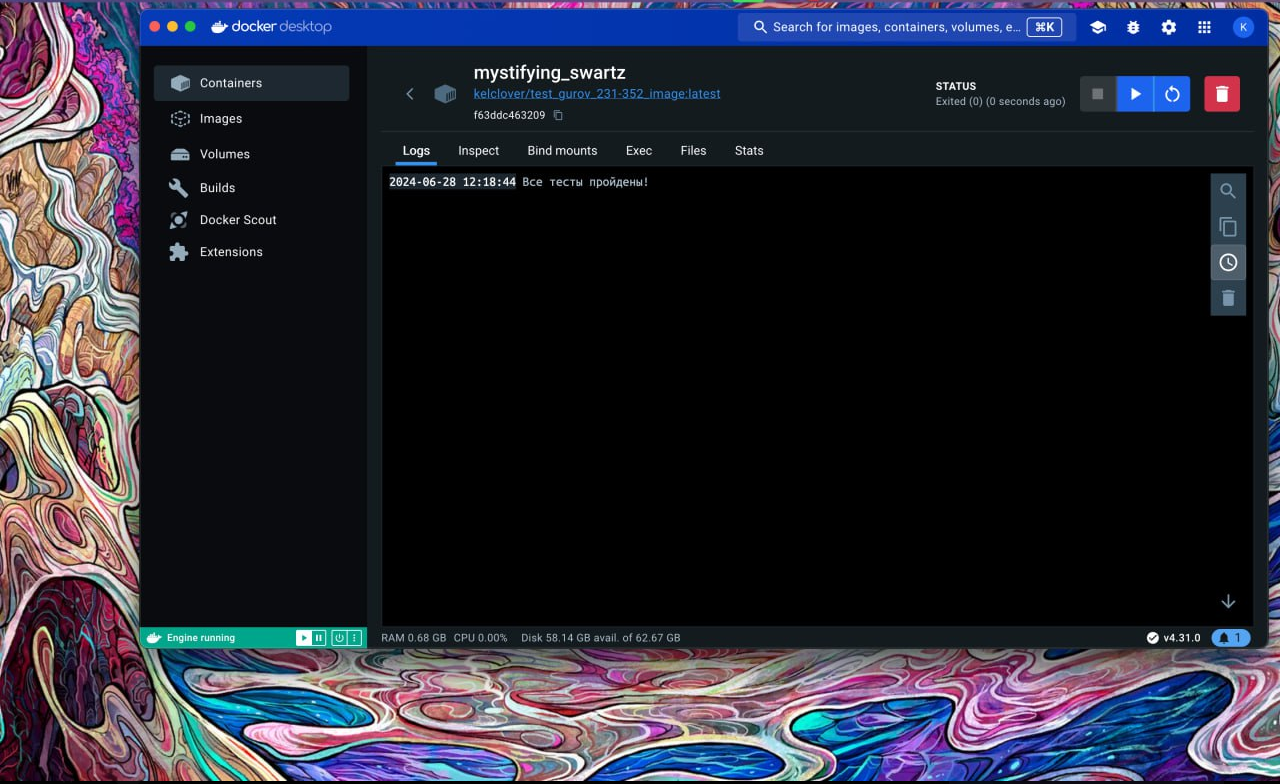 docker desktop
Search for images, containers, volumes, e... ⌘K
K
Containers
Images
Volumes
Builds
Docker Scout
Extensions
mystifying_swartz
kelclover/test_gurov_231-352_image:latest
f63ddc463209
STATUS
Exited (0) (0 seconds ago)
Logs Inspect Bind mounts Exec Files Stats
2024-06-28 12:18:44 Все тесты пройдены!
Engine running
RAM 0.68 GB CPU 0.00% Disk 58.14 GB avail. of 62.67 GB
v4.31.0
1